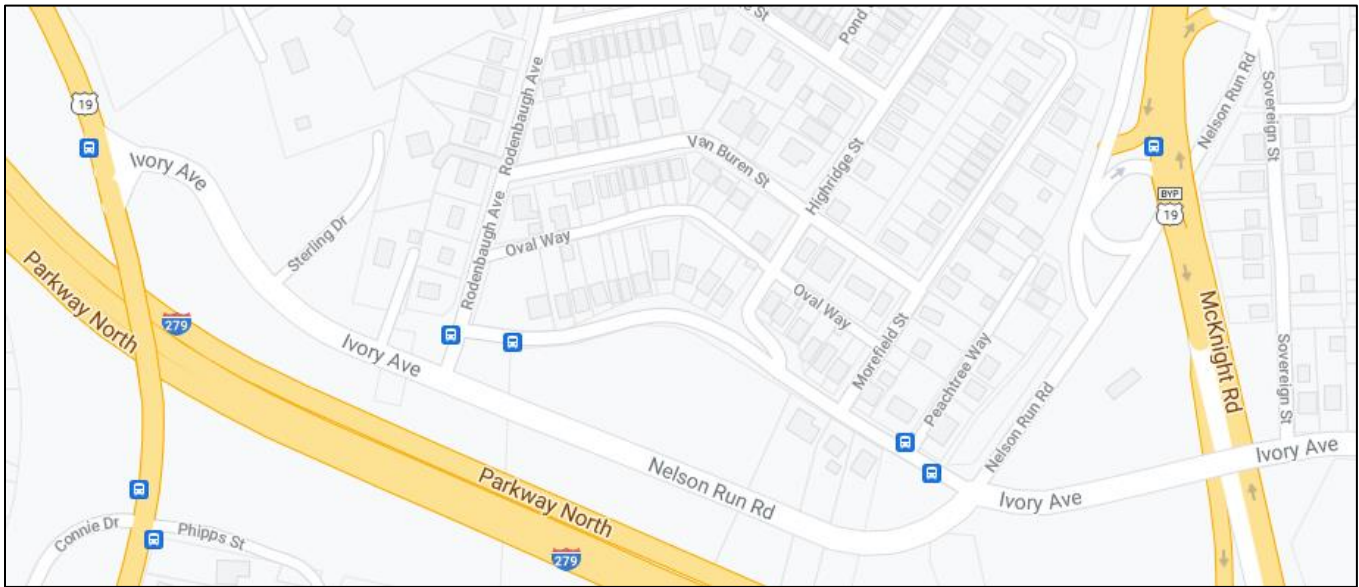 Pond
St
19
Rodenbaugh Ave
Ivory Ave
Van Buren St
Highridge St
Nelson Run Rd
Sovereign St
BYP
19
Sterling Dr
Oval Way
Rodenbaugh Ave
Parkway North
279
Oval Way
McKnight Rd
Ivory Ave
Morefield St
Peachtree Way
Sovereign St
Nelson Run Rd
Ivory Ave
Nelson Run Rd
Ivory Ave
Parkway North
Connie Dr
Phipps St
279